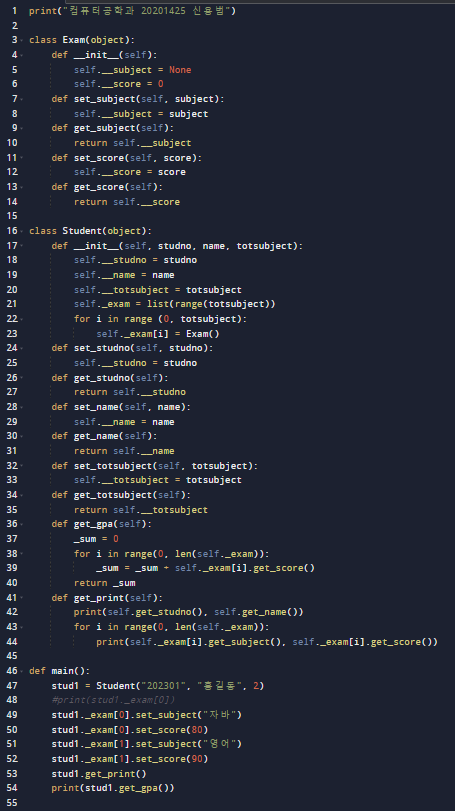 1 print("컴퓨터공학과 20201425 신용범")
2
3 class Exam(object):
4     def __init__(self):
5         self.__subject = None
6         self.__score = 0
7     def set_subject(self, subject):
8         self.__subject = subject
9     def get_subject(self):
10         return self.__subject
11     def set_score(self, score):
12         self.__score = score
13     def get_score(self):
14         return self.__score
15
16 class Student(object):
17     def __init__(self, studno, name, totsubject):
18         self.__studno = studno
19         self.__name = name
20         self.__totsubject = totsubject
21         self._exam = list(range(totsubject))
22         for i in range (0, totsubject):
23             self._exam[i] = Exam()
24     def set_studno(self, studno):
25         self.__studno = studno
26     def get_studno(self):
27         return self.__studno
28     def set_name(self, name):
29         self.__name = name
30     def get_name(self):
31         return self.__name
32     def set_totsubject(self, totsubject):
33         self.__totsubject = totsubject
34     def get_totsubject(self):
35         return self.__totsubject
36     def get_gpa(self):
37         _sum = 0
38         for i in range(0, len(self._exam)):
39             _sum = _sum + self._exam[i].get_score()
40         return _sum
41     def get_print(self):
42         print(self.get_studno(), self.get_name())
43         for i in range(0, len(self._exam)):
44             print(self._exam[i].get_subject(), self._exam[i].get_score())
45
46 def main():
47     stud1 = Student("202301", "홍길동", 2)
48     #print(stud1._exam[0])
49     stud1._exam[0].set_subject("자바")
50     stud1._exam[0].set_score(80)
51     stud1._exam[1].set_subject("영어")
52     stud1._exam[1].set_score(90)
53     stud1.get_print()
54     print(stud1.get_gpa())
55